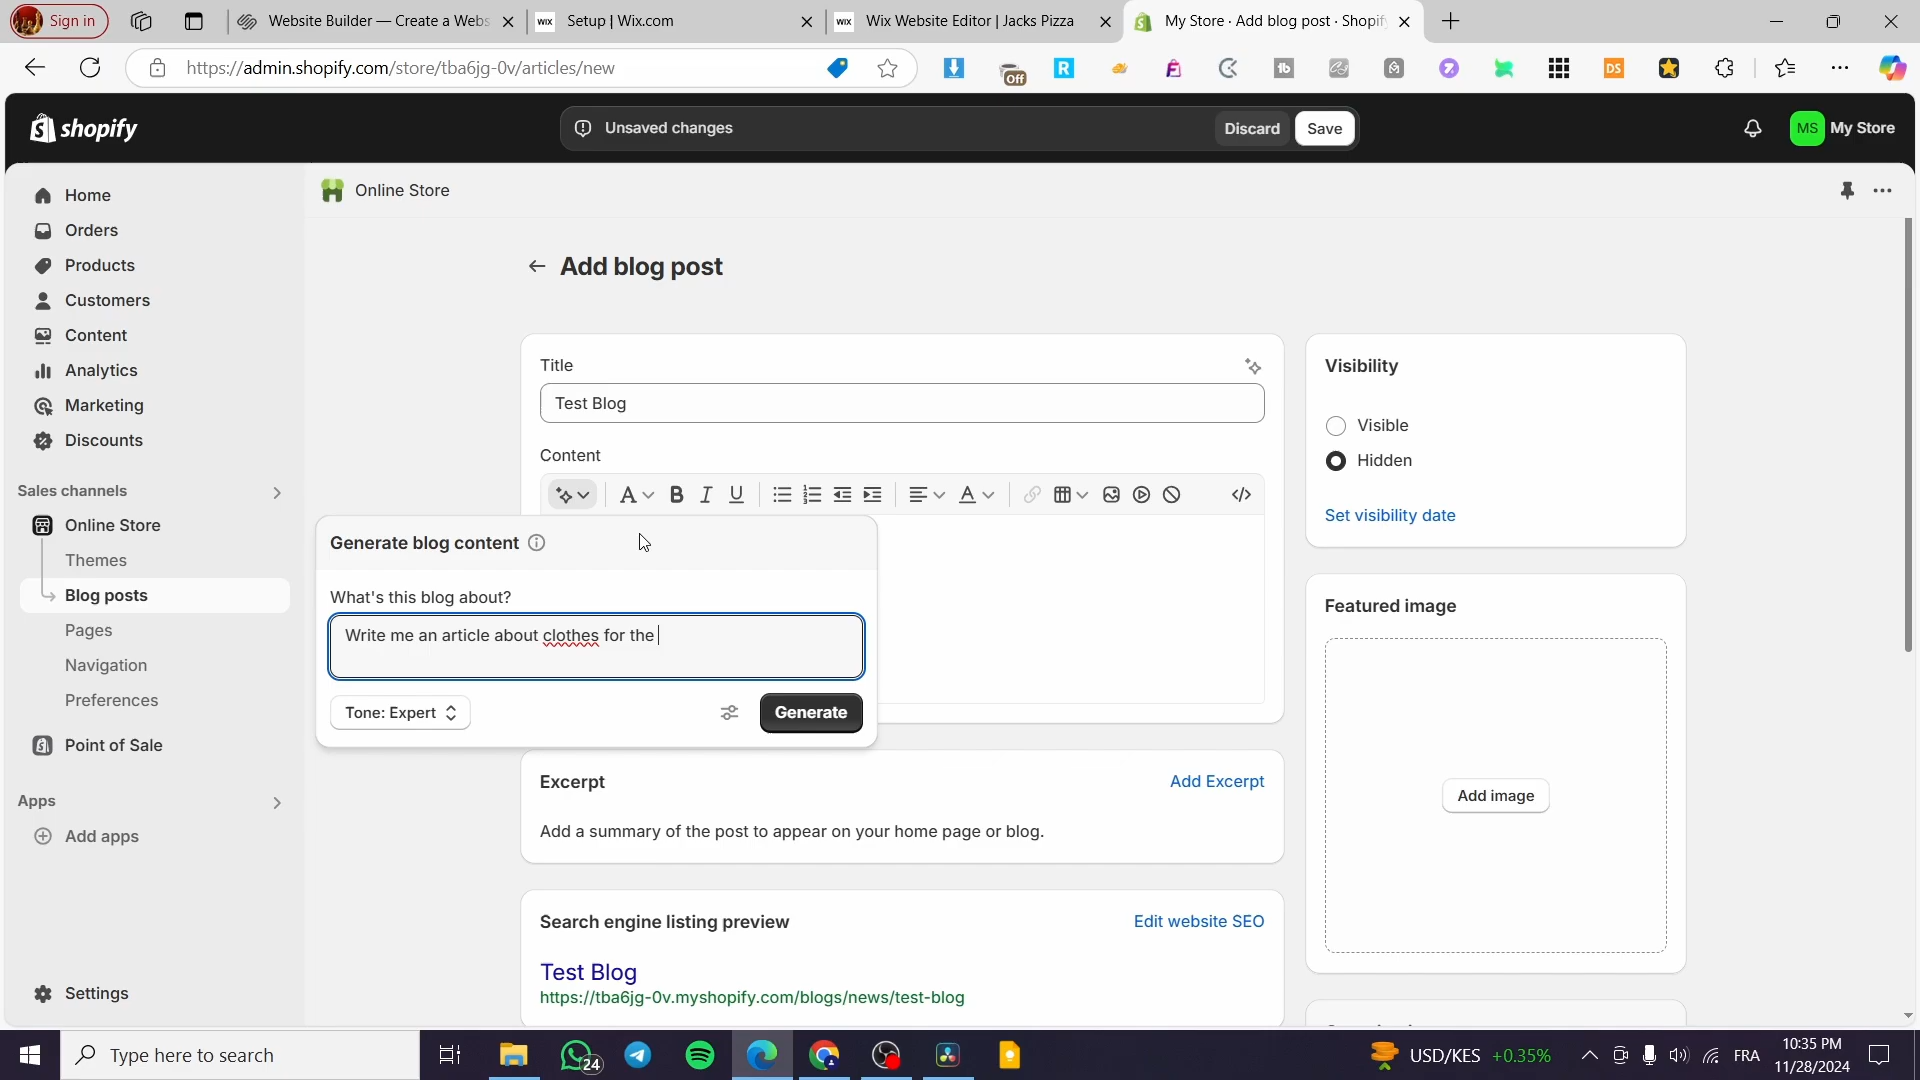 Sign in
Website Builder — Create a Webs
Setup | Wix.com
Wix Website Editor | Jacks Pizza
My Store · Add blog post · Shopif
https://admin.shopify.com/store/tba6jg-0v/articles/new
Off
shopify
Unsaved changes
Discard
Save
MS
My Store
Home
Orders
Products
Customers
Content
Analytics
Marketing
Discounts
Sales channels
Online Store
Themes
Blog posts
Pages
Navigation
Preferences
Point of Sale
Apps
Add apps
Settings
Online Store
Add blog post
Title
Test Blog
Content
Generate blog content
What's this blog about?
Write me an article about clothes for the
Tone: Expert
Generate
Excerpt
Add Excerpt
Add a summary of the post to appear on your home page or blog.
Search engine listing preview
Edit website SEO
Test Blog
https://tba6jg-0v.myshopify.com/blogs/news/test-blog
Visibility
Visible
Hidden
Set visibility date
Featured image
Add image
Type here to search
24
USD/KES +0.35%
FRA
10:35 PM
11/28/2024